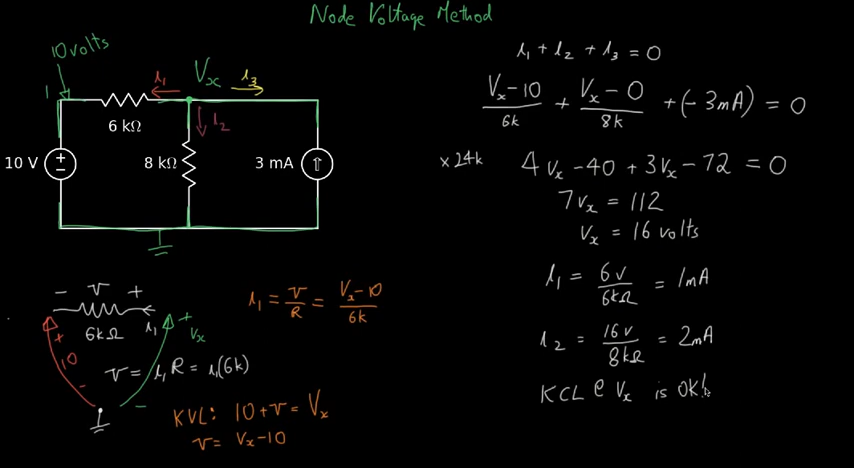 Node Voltage Method
10 volts
1
i₁
Vx
i₃
6 kΩ
i₂
10 V
8 kΩ
3 mA
− v +
6kΩ
i₁
+ 10 −
+ Vx −
v = i₁R = i₁(6k)
i₁ = v/R = (Vx−10)/6k
KVL: 10 + v = Vx
v = Vx−10
i₁ + i₂ + i₃ = 0
(Vx−10)/6k + (Vx−0)/8k + (−3mA) = 0
×24k 4Vx −40 + 3Vx − 72 = 0
7Vx = 112
Vx = 16 volts
i₁ = 6v/6kΩ = 1mA
i₂ = 16v/8kΩ = 2mA
KCL @ Vx is OK!